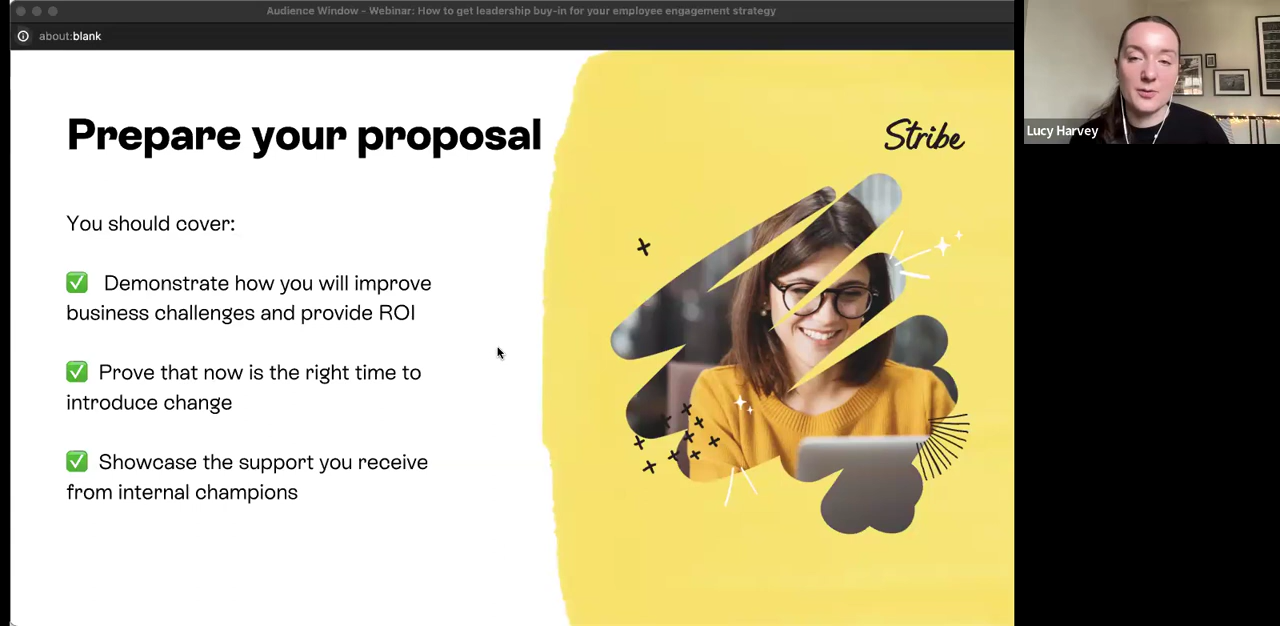 Audience Window - Webinar: How to get leadership buy-in for your employee engagement strategy
about:blank
Prepare your proposal
Stribe
You should cover:
✅ Demonstrate how you will improve
business challenges and provide ROI
✅ Prove that now is the right time to
introduce change
✅ Showcase the support you receive
from internal champions
Lucy Harvey